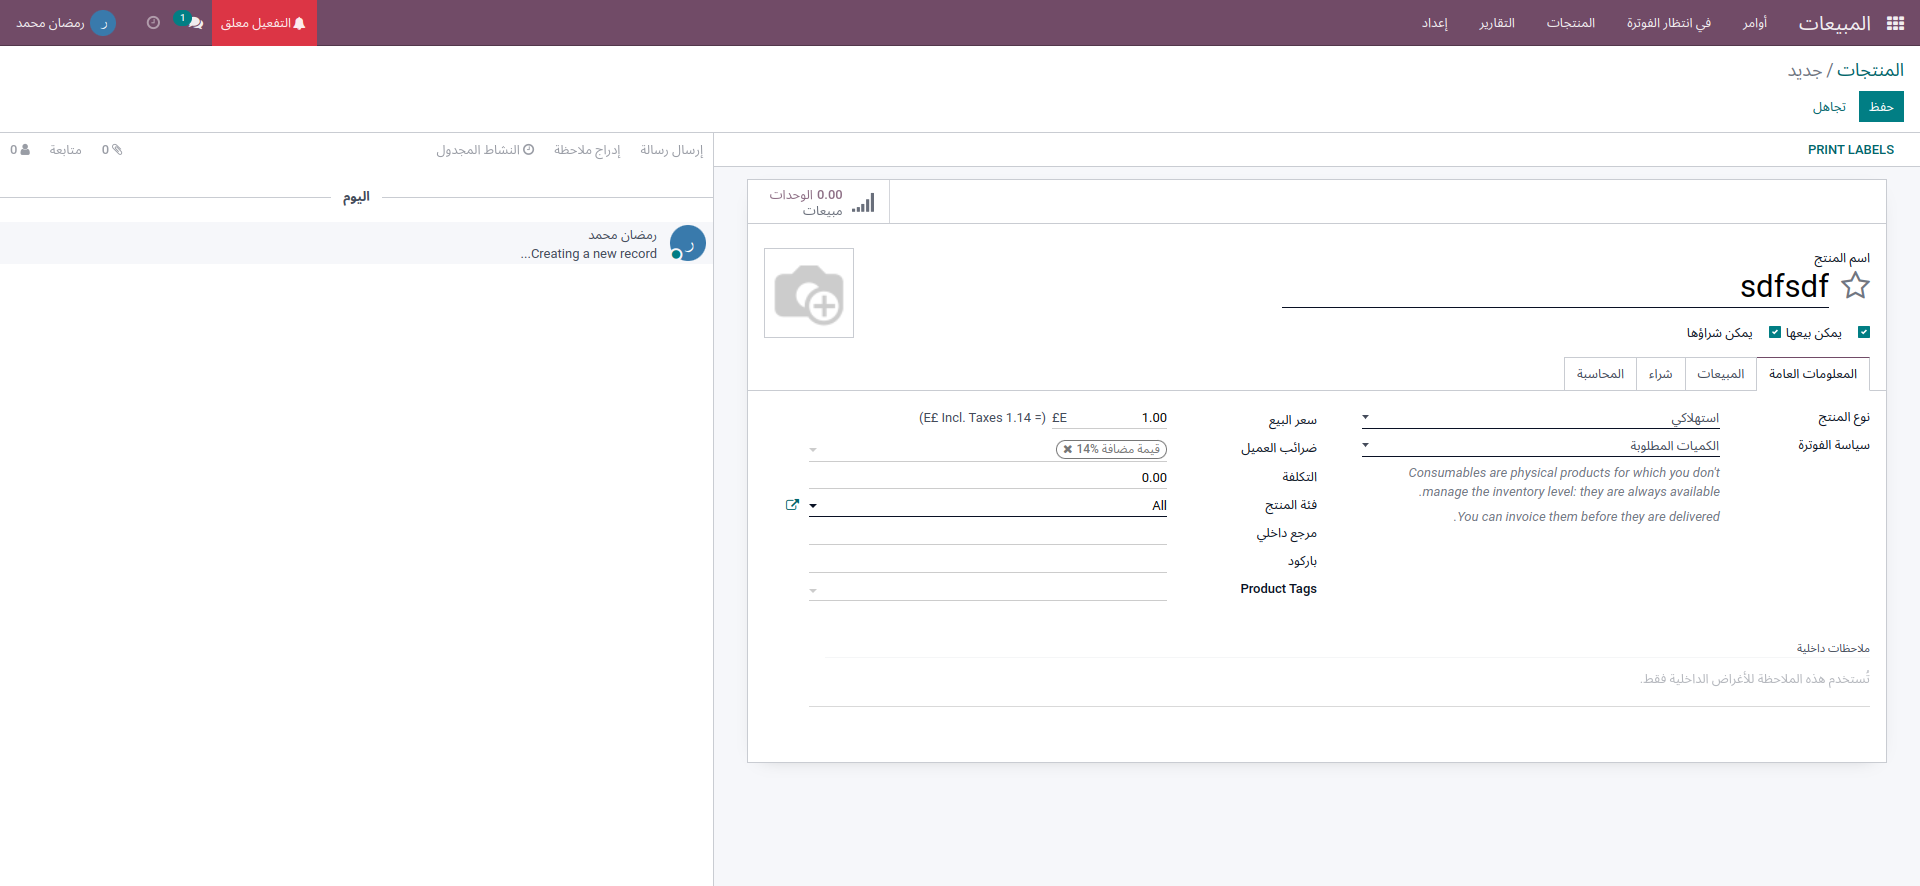 المبيعات أوامر في انتظار الفوترة المنتجات التقارير إعداد التفعيل معلق 1 ر رمضان محمد
المنتجات / جديد
حفظ تجاهل
PRINT LABELS
0.00 الوحدات
مبيعات
اسم المنتج
sdfsdf
يمكن بيعها يمكن شراؤها
المعلومات العامة المبيعات شراء المحاسبة
نوع المنتج استهلاكي
سياسة الفوترة الكميات المطلوبة
Consumables are physical products for which you don't
.manage the inventory level: they are always available
.You can invoice them before they are delivered
سعر البيع 1.00 £E (= 1.14 E£ Incl. Taxes)
ضرائب العميل قيمة مضافة 14%
التكلفة 0.00
فئة المنتج All
مرجع داخلي
باركود
Product Tags
ملاحظات داخلية
تُستخدم هذه الملاحظة للأغراض الداخلية فقط.
إرسال رسالة إدراج ملاحظة النشاط المجدول 0 متابعة 0
اليوم
ر رمضان محمد
...Creating a new record